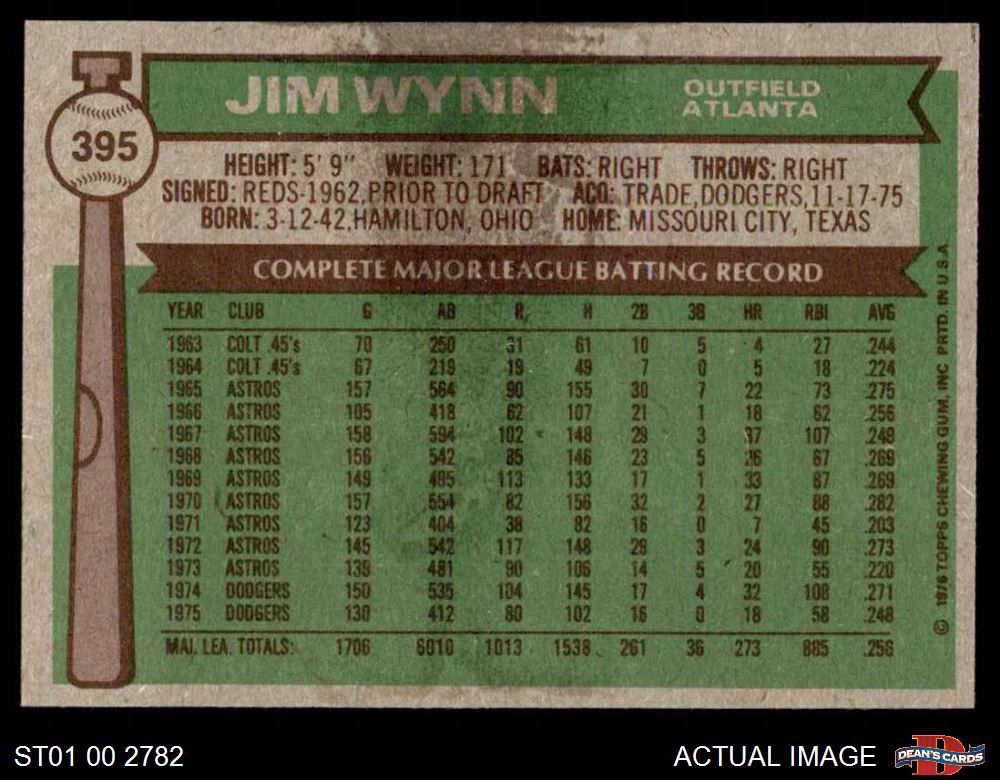 JIM WYNN
OUTFIELD
ATLANTA
395
HEIGHT: 5' 9" WEIGHT: 171 BATS: RIGHT THROWS: RIGHT
SIGNED: REDS-1962, PRIOR TO DRAFT ACQ: TRADE, DODGERS, 11-17-75
BORN: 3-12-42, HAMILTON, OHIO HOME: MISSOURI CITY, TEXAS
COMPLETE MAJOR LEAGUE BATTING RECORD
YEAR CLUB G AB R H 2B 3B HR RBI AVG
1963 COLT .45's 70 250 31 61 10 5 4 27 .244
1964 COLT .45's 67 219 19 49 7 0 5 18 .224
1965 ASTROS 157 564 90 155 30 7 22 73 .275
1966 ASTROS 105 418 62 107 21 1 18 62 .256
1967 ASTROS 158 594 102 148 29 3 37 107 .249
1968 ASTROS 156 542 85 146 23 5 26 67 .269
1969 ASTROS 149 495 113 133 17 1 33 87 .269
1970 ASTROS 157 554 82 156 32 2 27 88 .282
1971 ASTROS 123 404 38 82 16 0 7 45 .203
1972 ASTROS 145 542 117 148 29 3 24 90 .273
1973 ASTROS 139 481 90 106 14 5 20 55 .220
1974 DODGERS 150 535 104 145 17 4 32 108 .271
1975 DODGERS 130 412 80 102 16 0 18 58 .248
MAJ. LEA. TOTALS: 1706 6010 1013 1538 261 36 273 885 .256
© 1976 TOPPS CHEWING GUM, INC PRTD. IN U.S.A.
ST01 00 2782
ACTUAL IMAGE
D
DEAN'S CARDS